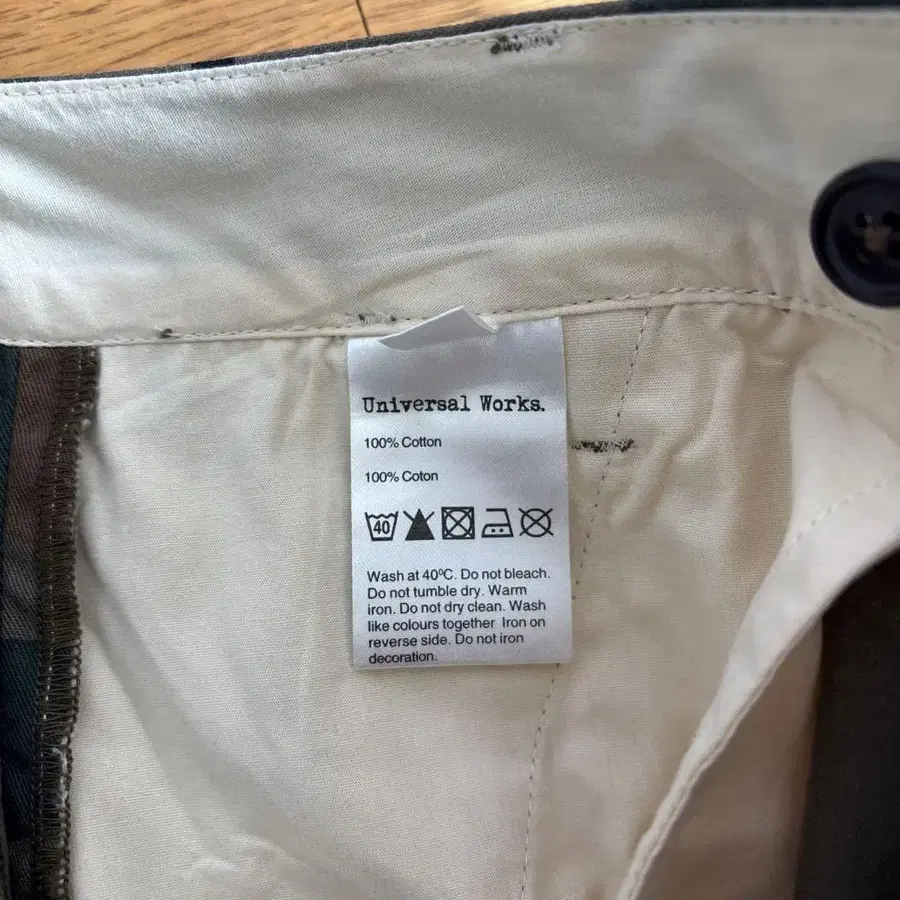 Universal Works.
100% Cotton
100% Coton
40
Wash at 40ºC. Do not bleach.
Do not tumble dry. Warm
iron. Do not dry clean. Wash
like colours together Iron on
reverse side. Do not iron
decoration.